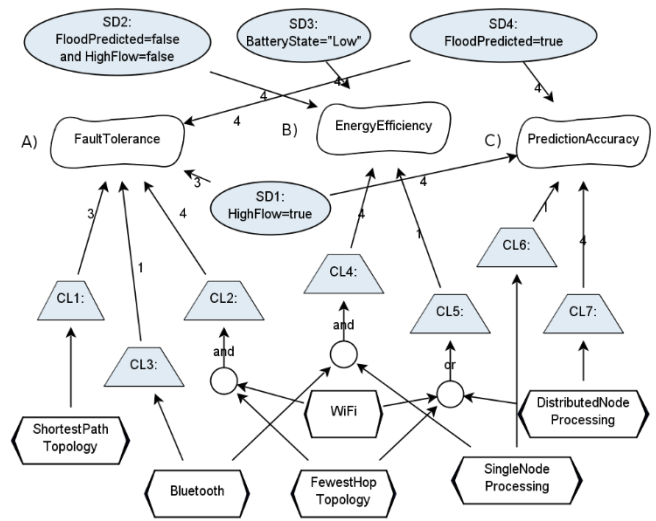 SD2:
FloodPredicted=false
and HighFlow=false
SD3:
BatteryState="Low"
SD4:
FloodPredicted=true
4
4
4
4
4
A)
FaultTolerance
B)
EnergyEfficiency
C)
PredictionAccuracy
3
4
SD1:
HighFlow=true
3
4
4
1
1
1
4
CL1:
CL2:
CL3:
CL4:
CL5:
CL6:
CL7:
and
and
or
ShortestPath
Topology
WiFi
DistributedNode
Processing
Bluetooth
FewestHop
Topology
SingleNode
Processing